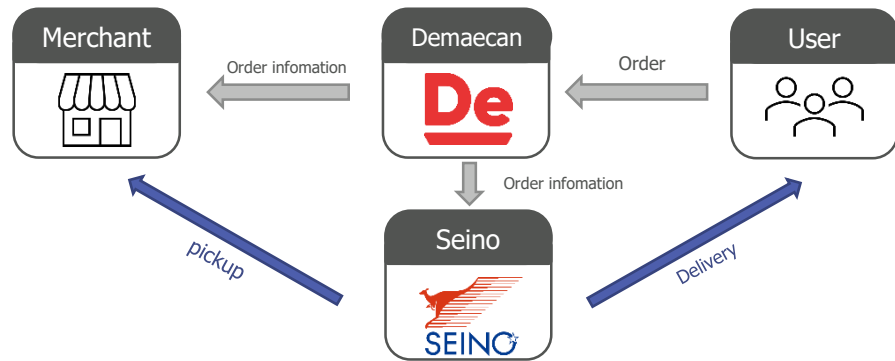 Merchant
Demaecan
User
Order infomation
Order
De
Order infomation
Seino
pickup
Delivery
SEINO